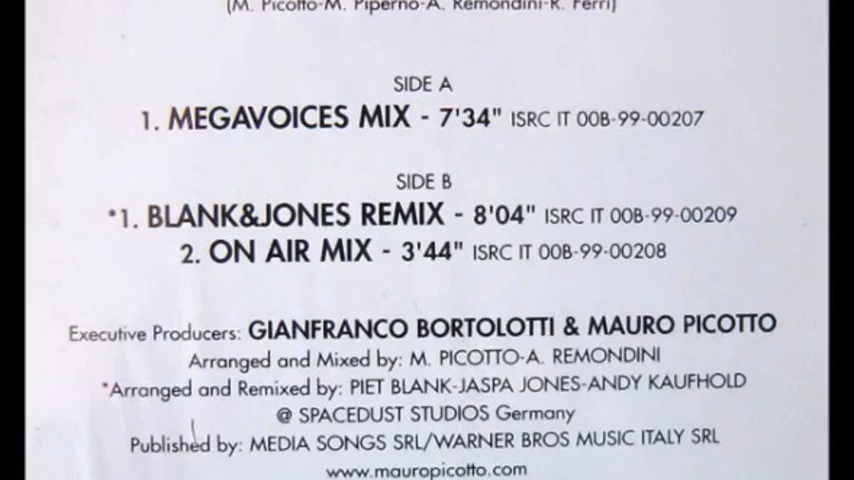 (M. Picotto-M. Piperno-A. Remondini-R. Ferri)
SIDE A
1. MEGAVOICES MIX - 7'34" ISRC IT 00B-99-00207
SIDE B
*1. BLANK&JONES REMIX - 8'04" ISRC IT 00B-99-00209
2. ON AIR MIX - 3'44" ISRC IT 00B-99-00208
Executive Producers: GIANFRANCO BORTOLOTTI & MAURO PICOTTO
Arranged and Mixed by: M. PICOTTO-A. REMONDINI
*Arranged and Remixed by: PIET BLANK-JASPA JONES-ANDY KAUFHOLD
@ SPACEDUST STUDIOS Germany
Published by: MEDIA SONGS SRL/WARNER BROS MUSIC ITALY SRL
www.mauropicotto.com